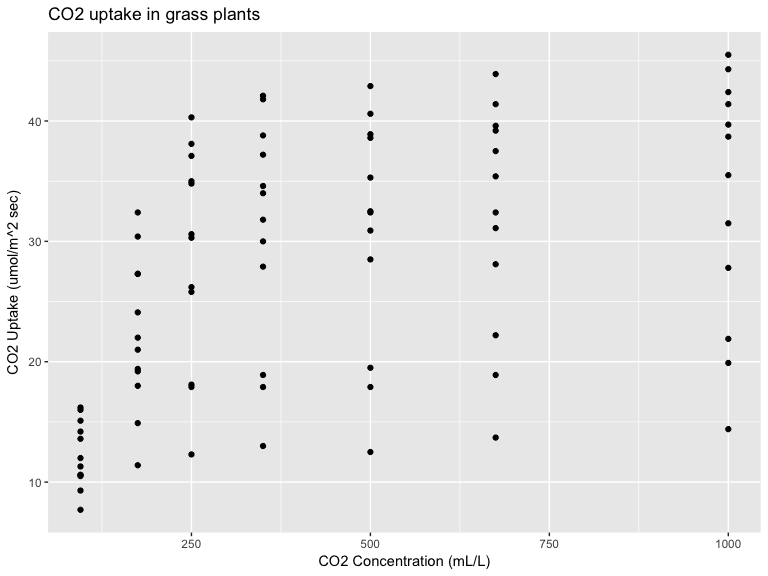 CO2 uptake in grass plants
CO2 Uptake (umol/m^2 sec)
40
30
20
10
250
500
750
1000
CO2 Concentration (mL/L)